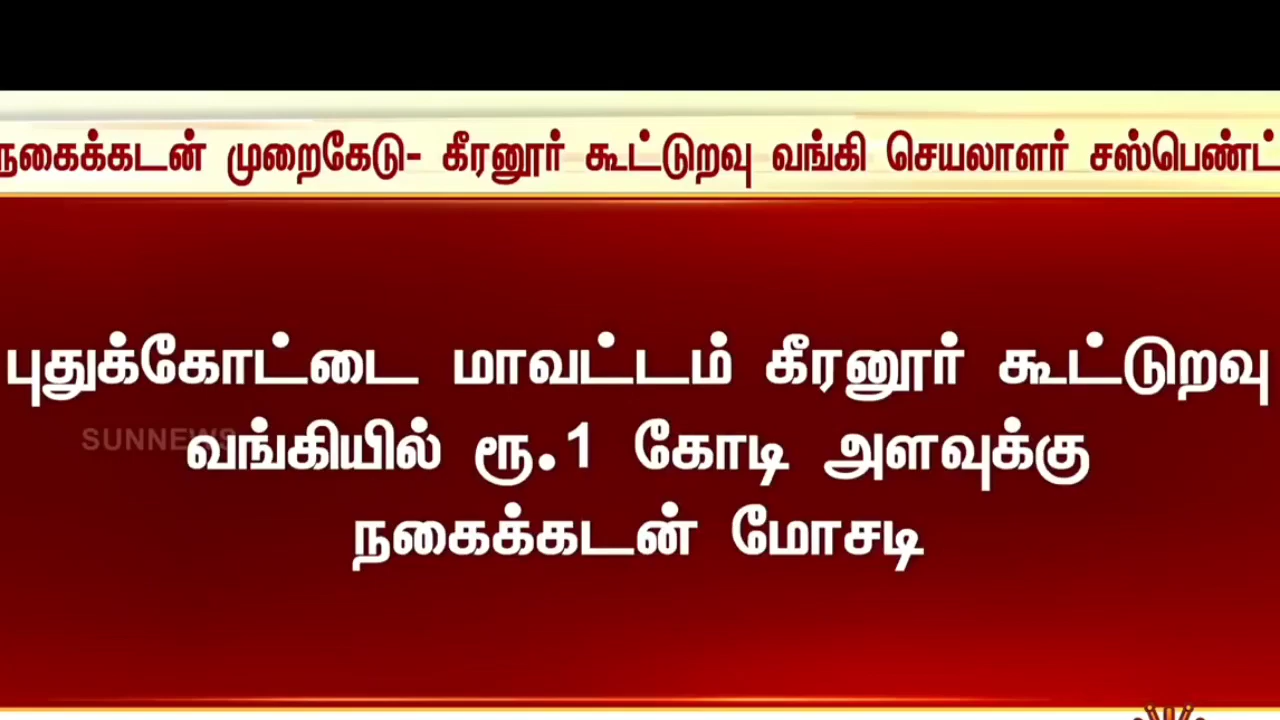 நகைக்கடன் முறைகேடு- கீரனூர் கூட்டுறவு வங்கி செயலாளர் சஸ்பெண்ட்
புதுக்கோட்டை மாவட்டம் கீரனூர் கூட்டுறவு
வங்கியில் ரூ.1 கோடி அளவுக்கு
நகைக்கடன் மோசடி
SUNNEWS